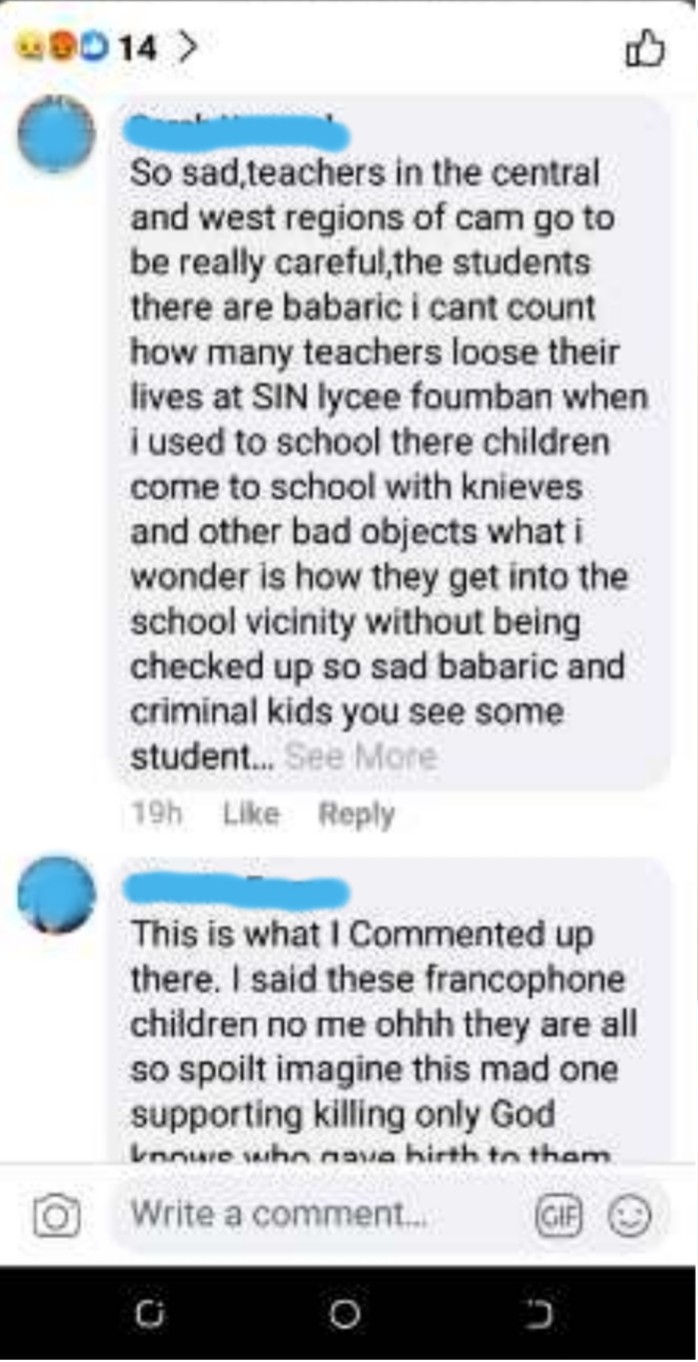 14 >
So sad,teachers in the central
and west regions of cam go to
be really careful,the students
there are babaric i cant count
how many teachers loose their
lives at SIN lycee foumban when
i used to school there children
come to school with knieves
and other bad objects what i
wonder is how they get into the
school vicinity without being
checked up so sad babaric and
criminal kids you see some
student... See More
19h Like Reply
This is what I Commented up
there. I said these francophone
children no me ohhh they are all
so spoilt imagine this mad one
supporting killing only God
knows who gave birth to them
Write a comment... GIF